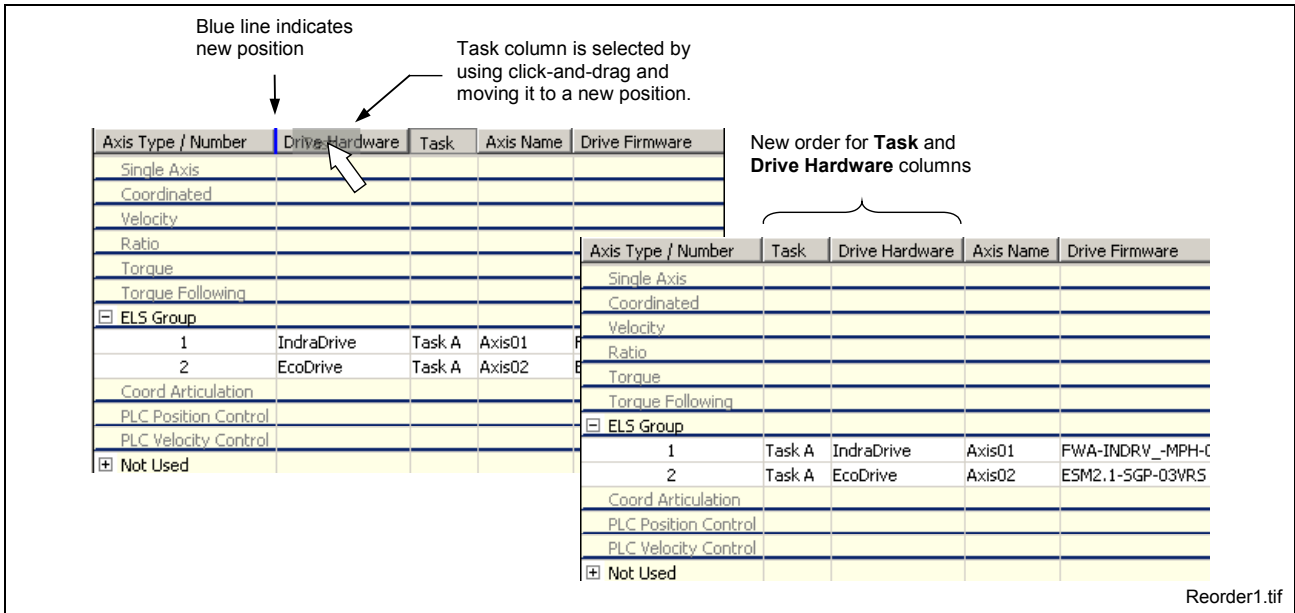 Blue line indicates
new position
Task column is selected by
using click-and-drag and
moving it to a new position.
Axis Type / Number Drive Hardware Task Axis Name Drive Firmware
Single Axis
Coordinated
Velocity
Ratio
Torque
Torque Following
ELS Group
1 IndraDrive Task A Axis01
2 EcoDrive Task A Axis02
Coord Articulation
PLC Position Control
PLC Velocity Control
Not Used
New order for Task and
Drive Hardware columns
Axis Type / Number Task Drive Hardware Axis Name Drive Firmware
Single Axis
Coordinated
Velocity
Ratio
Torque
Torque Following
ELS Group
1 Task A IndraDrive Axis01 FWA-INDRV_-MPH-0
2 Task A EcoDrive Axis02 ESM2.1-SGP-03VRS
Coord Articulation
PLC Position Control
PLC Velocity Control
Not Used
Reorder1.tif